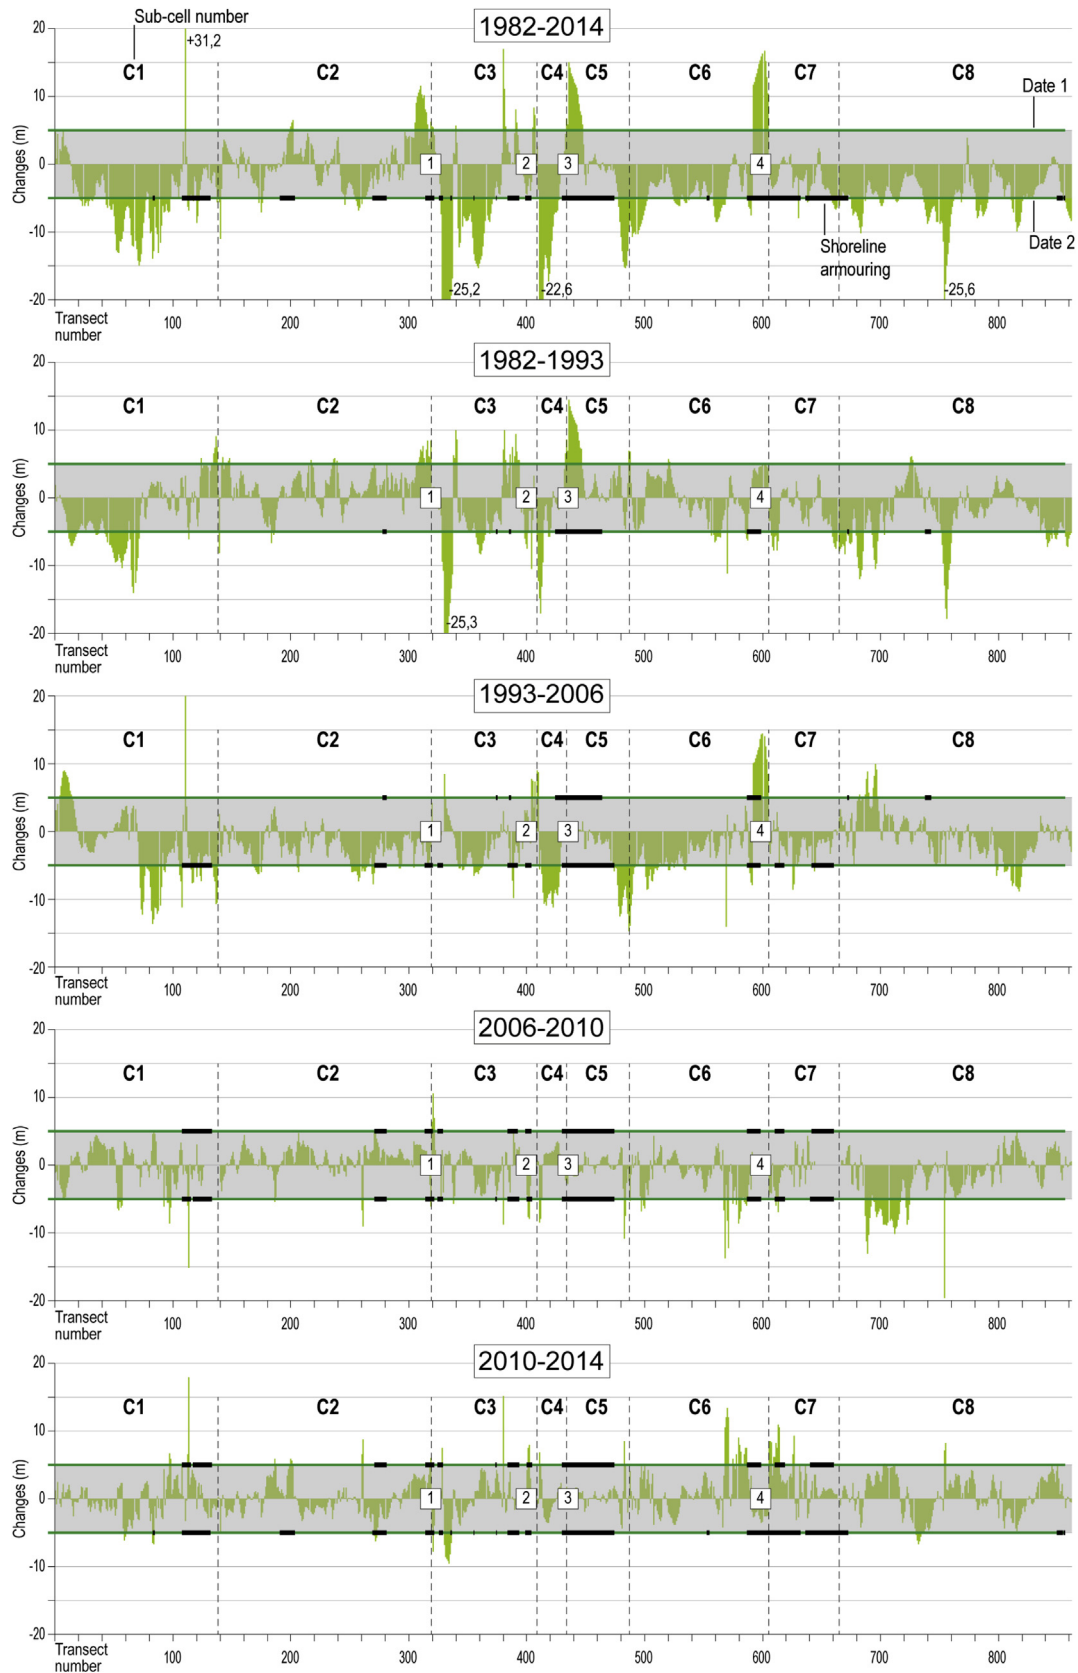 Sub-cell number
1982-2014
+31,2
C1 C2 C3 C4 C5 C6 C7 C8
Date 1
20
10
0
-10
-20
Changes (m)
1 2 3 4
Shoreline
armouring
Date 2
-25,2 -22,6 -25,6
Transect
number
100 200 300 400 500 600 700 800
1982-1993
20
10
0
-10
-20
Changes (m)
C1 C2 C3 C4 C5 C6 C7 C8
1 2 3 4
-25,3
Transect
number
100 200 300 400 500 600 700 800
1993-2006
20
10
0
-10
-20
Changes (m)
C1 C2 C3 C4 C5 C6 C7 C8
1 2 3 4
Transect
number
100 200 300 400 500 600 700 800
2006-2010
20
10
0
-10
-20
Changes (m)
C1 C2 C3 C4 C5 C6 C7 C8
1 2 3 4
Transect
number
100 200 300 400 500 600 700 800
2010-2014
20
10
0
-10
-20
Changes (m)
C1 C2 C3 C4 C5 C6 C7 C8
1 2 3 4
Transect
number
100 200 300 400 500 600 700 800